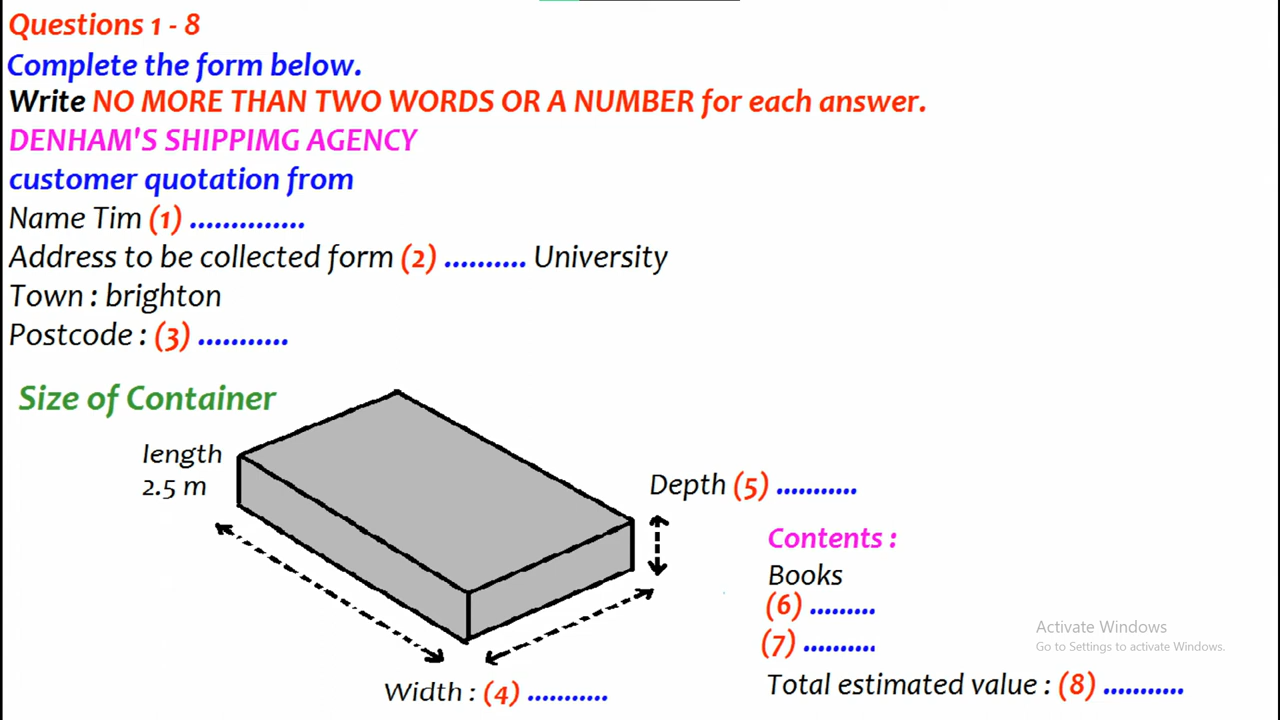 Questions 1 - 8
Complete the form below.
Write NO MORE THAN TWO WORDS OR A NUMBER for each answer.
DENHAM'S SHIPPIMG AGENCY
customer quotation from
Name Tim (1) ..............
Address to be collected form (2) .......... University
Town : brighton
Postcode : (3) ...........
Size of Container
length
2.5 m
Depth (5) ...........
Contents :
Books
(6) .........
(7) ..........
Activate Windows
Go to Settings to activate Windows.
Total estimated value : (8) ...........
Width : (4) ...........